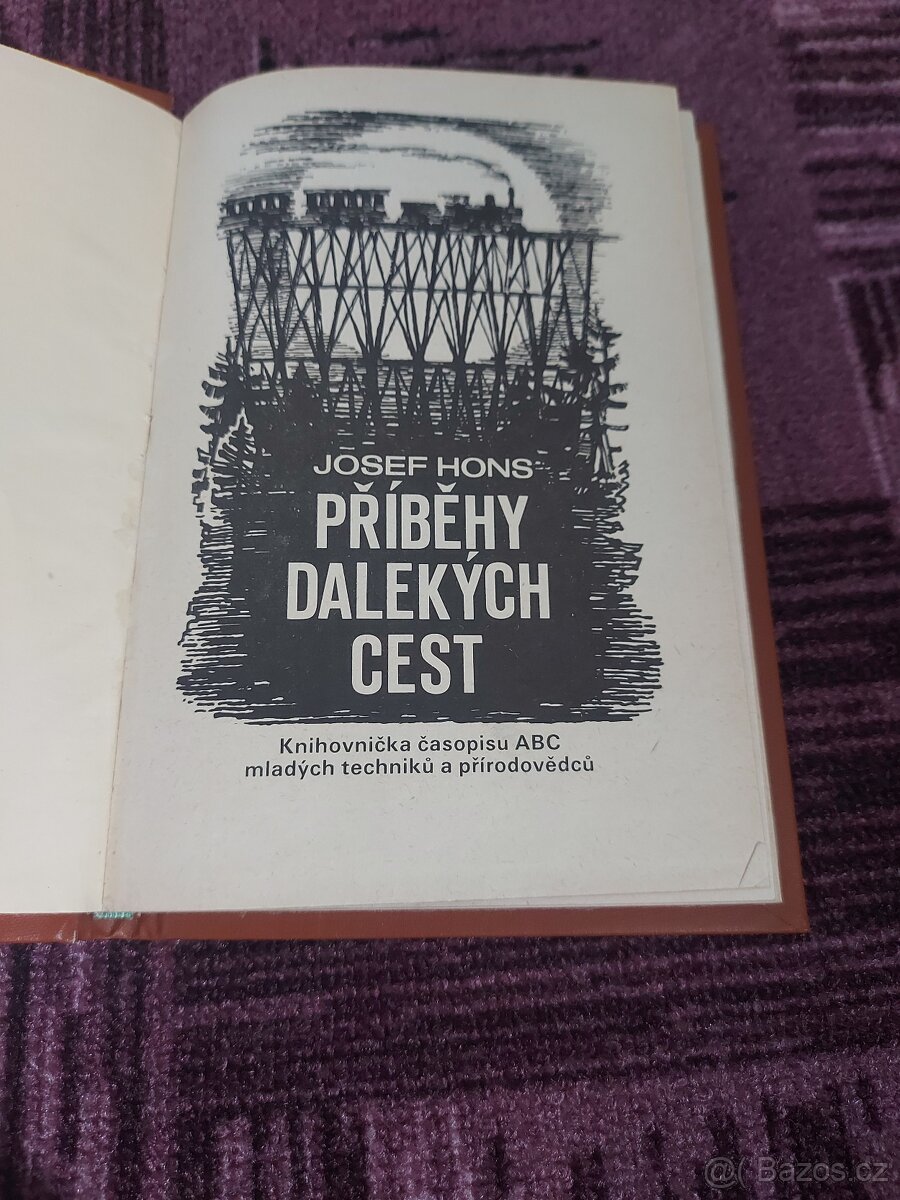 JOSEF HONS
PŘÍBĚHY
DALEKÝCH
CEST
Knihovnička časopisu ABC
mladých techniků a přírodovědců
@( Bazos.cz